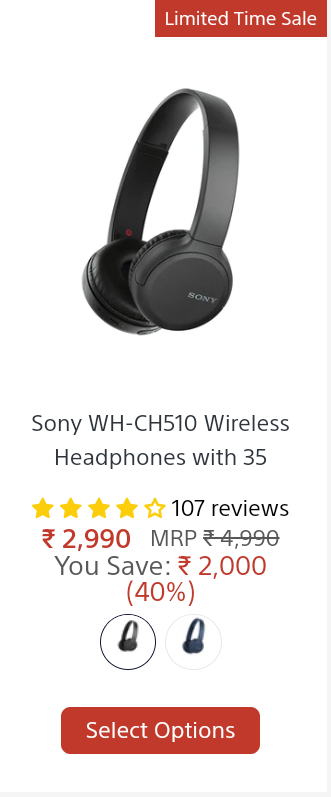 Limited Time Sale
SONY
Sony WH-CH510 Wireless
Headphones with 35
107 reviews
₹ 2,990 MRP ₹ 4,990
You Save: ₹ 2,000
(40%)
Select Options